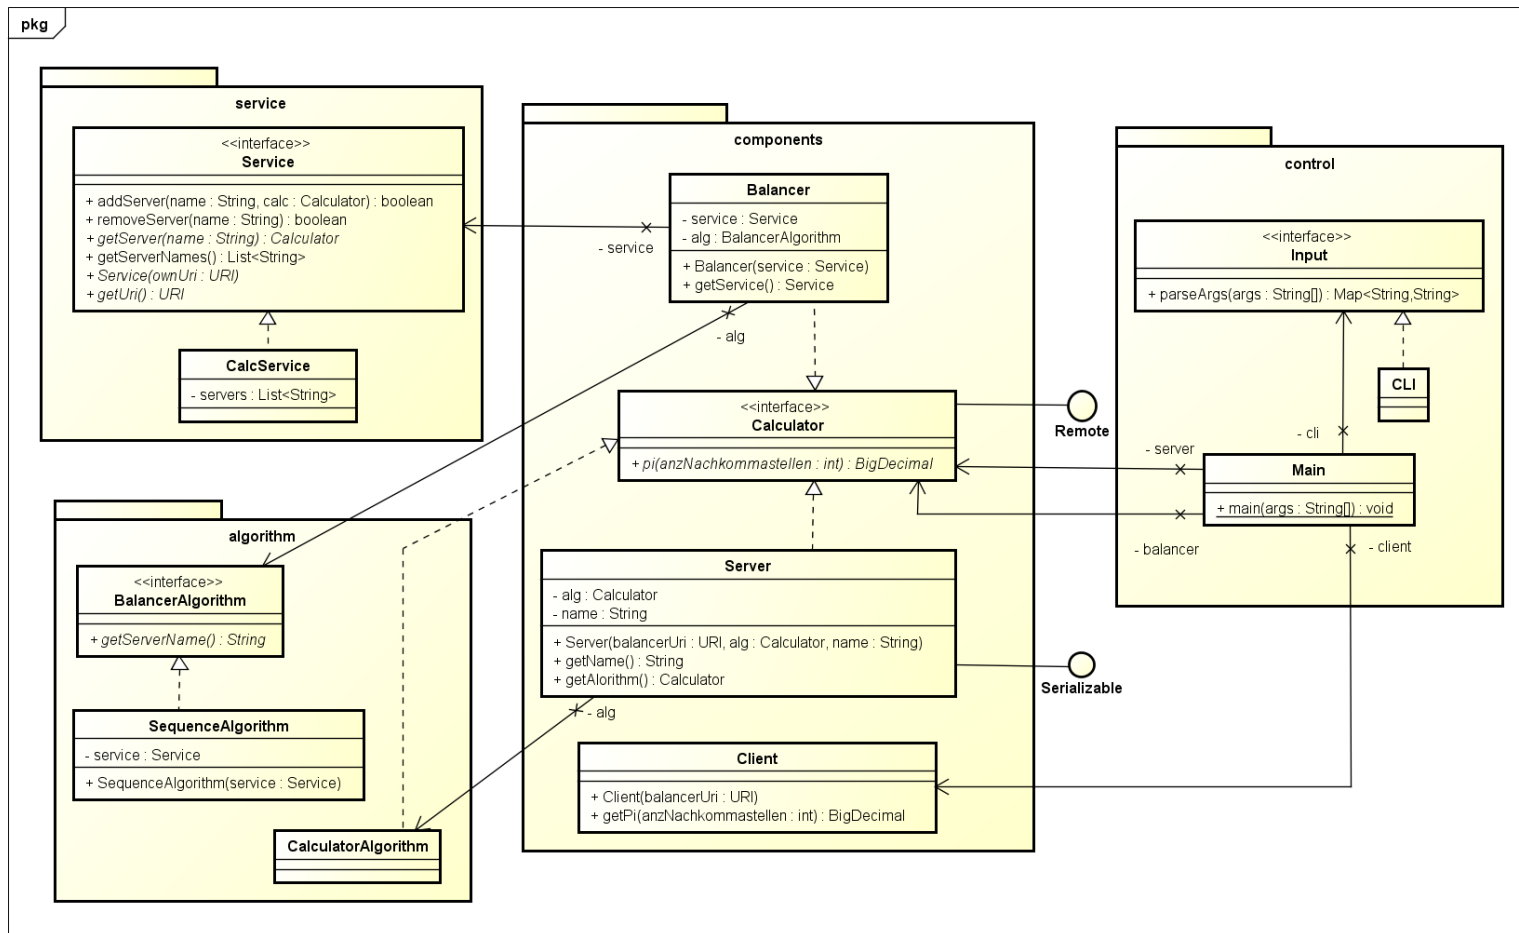 pkg
service
<<interface>>
Service
+ addServer(name : String, calc : Calculator) : boolean
+ removeServer(name : String) : boolean
+ getServer(name : String) : Calculator
+ getServerNames() : List<String>
+ Service(ownUri : URI)
+ getUri() : URI
CalcService
- servers : List<String>
- service
components
Balancer
- service : Service
- alg : BalancerAlgorithm
+ Balancer(service : Service)
+ getService() : Service
- alg
<<interface>>
Calculator
+ pi(anzNachkommastellen : int) : BigDecimal
Remote
Server
- alg : Calculator
- name : String
+ Server(balancerUri : URI, alg : Calculator, name : String)
+ getName() : String
+ getAlorithm() : Calculator
Serializable
- alg
Client
+ Client(balancerUri : URI)
+ getPi(anzNachkommastellen : int) : BigDecimal
control
<<interface>>
Input
+ parseArgs(args : String[]) : Map<String,String>
CLI
- cli
- server
Main
+ main(args : String[]) : void
- balancer
- client
algorithm
<<interface>>
BalancerAlgorithm
+ getServerName() : String
SequenceAlgorithm
- service : Service
+ SequenceAlgorithm(service : Service)
CalculatorAlgorithm